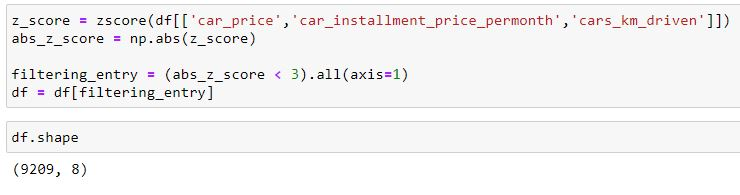 z_score = zscore(df[['car_price','car_installment_price_permonth','cars_km_driven']])
abs_z_score = np.abs(z_score)
filtering_entry = (abs_z_score < 3).all(axis=1)
df = df[filtering_entry]
df.shape
(9209, 8)